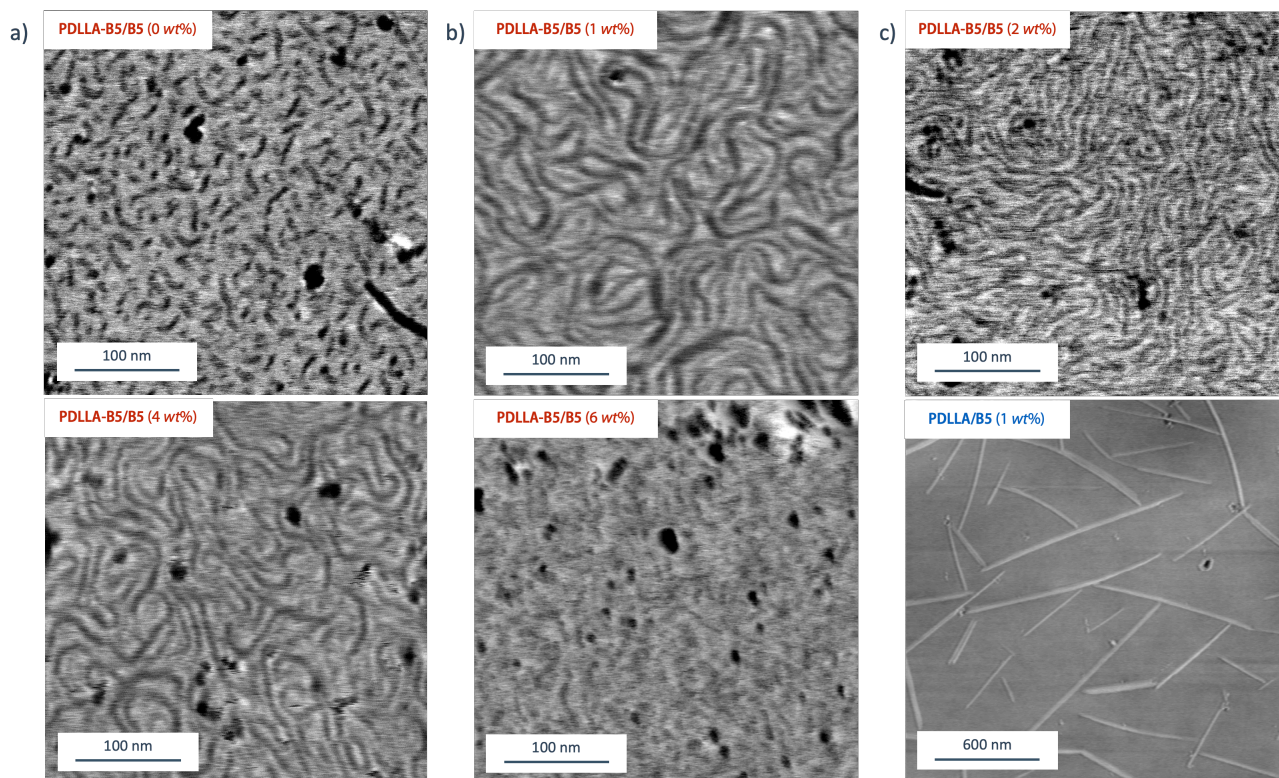 a)
PDLLA-B5/B5 (0 wt%)
100 nm
b)
PDLLA-B5/B5 (1 wt%)
100 nm
c)
PDLLA-B5/B5 (2 wt%)
100 nm
PDLLA-B5/B5 (4 wt%)
100 nm
PDLLA-B5/B5 (6 wt%)
100 nm
PDLLA/B5 (1 wt%)
600 nm